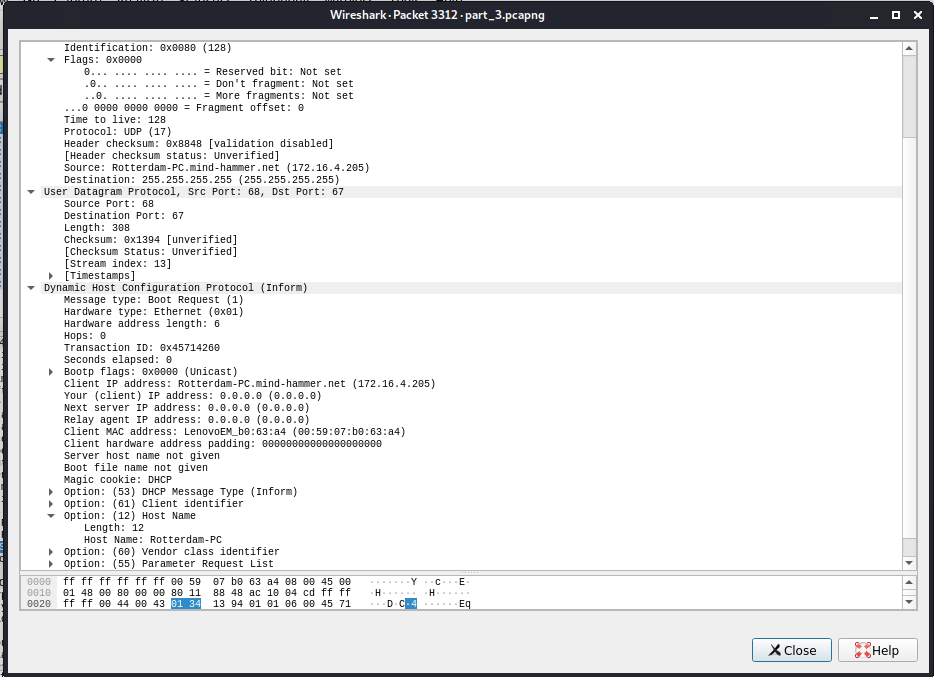 Wireshark · Packet 3312 · part_3.pcapng
Identification: 0x0080 (128)
Flags: 0x0000
0... .... .... .... = Reserved bit: Not set
.0.. .... .... .... = Don't fragment: Not set
..0. .... .... .... = More fragments: Not set
...0 0000 0000 0000 = Fragment offset: 0
Time to live: 128
Protocol: UDP (17)
Header checksum: 0x8848 [validation disabled]
[Header checksum status: Unverified]
Source: Rotterdam-PC.mind-hammer.net (172.16.4.205)
Destination: 255.255.255.255 (255.255.255.255)
User Datagram Protocol, Src Port: 68, Dst Port: 67
Source Port: 68
Destination Port: 67
Length: 308
Checksum: 0x1394 [unverified]
[Checksum Status: Unverified]
[Stream index: 13]
[Timestamps]
Dynamic Host Configuration Protocol (Inform)
Message type: Boot Request (1)
Hardware type: Ethernet (0x01)
Hardware address length: 6
Hops: 0
Transaction ID: 0x45714260
Seconds elapsed: 0
Bootp flags: 0x0000 (Unicast)
Client IP address: Rotterdam-PC.mind-hammer.net (172.16.4.205)
Your (client) IP address: 0.0.0.0 (0.0.0.0)
Next server IP address: 0.0.0.0 (0.0.0.0)
Relay agent IP address: 0.0.0.0 (0.0.0.0)
Client MAC address: LenovoEM_b0:63:a4 (00:59:07:b0:63:a4)
Client hardware address padding: 00000000000000000000
Server host name not given
Boot file name not given
Magic cookie: DHCP
Option: (53) DHCP Message Type (Inform)
Option: (61) Client identifier
Option: (12) Host Name
Length: 12
Host Name: Rotterdam-PC
Option: (60) Vendor class identifier
Option: (55) Parameter Request List
0000 ff ff ff ff ff ff 00 59 07 b0 63 a4 08 00 45 00 ·······Y ··c···E·
0010 01 48 00 80 00 00 80 11 88 48 ac 10 04 cd ff ff ·H······ ·H······
0020 ff ff 00 44 00 43 01 34 13 94 01 01 06 00 45 71 ···D·C·4 ······Eq
Close
Help